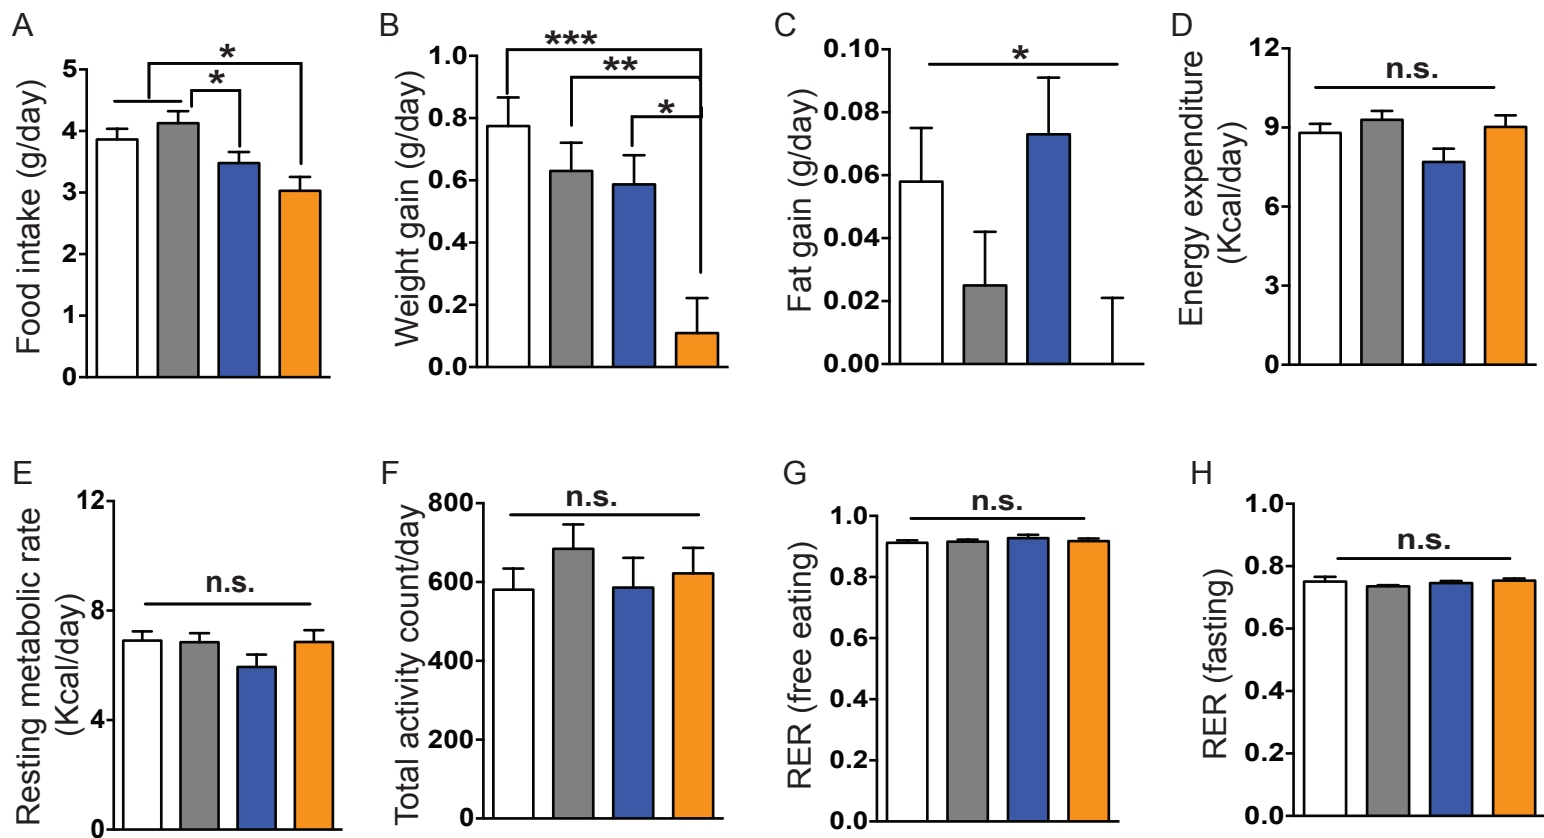 A
Food intake (g/day)
5
4
3
2
1
0
*
*
B
Weight gain (g/day)
1.0
0.8
0.6
0.4
0.2
0.0
***
**
*
C
Fat gain (g/day)
0.10
0.08
0.06
0.04
0.02
0.00
*
D
Energy expenditure
(Kcal/day)
12
9
6
3
0
n.s.
E
Resting metabolic rate
(Kcal/day)
12
8
4
0
n.s.
F
Total activity count/day
800
600
400
200
0
n.s.
G
RER (free eating)
1.0
0.8
0.6
0.4
0.2
0.0
n.s.
H
RER (fasting)
1.0
0.8
0.6
0.4
0.2
0.0
n.s.